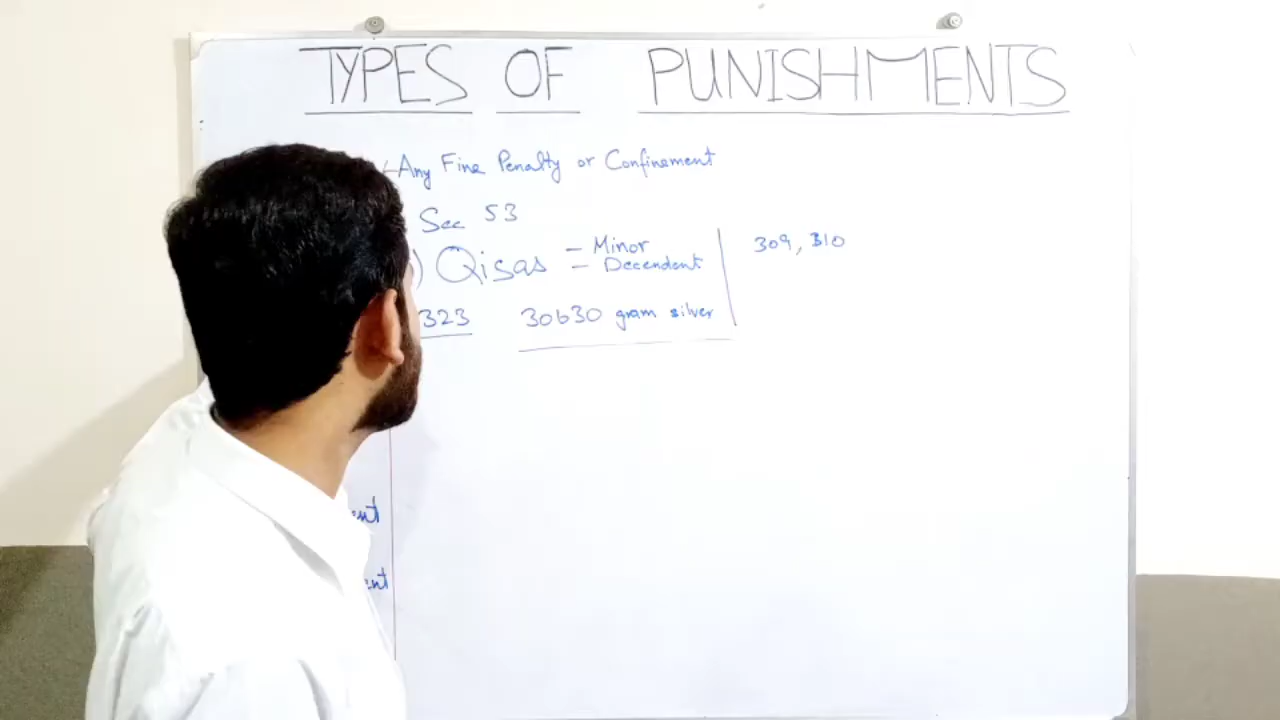 TYPES OF PUNISHMENTS
Any Fine Penalty or Confinement
Sec 53
) Qisas - Minor
- Decendent
309, 310
323 30630 gram silver